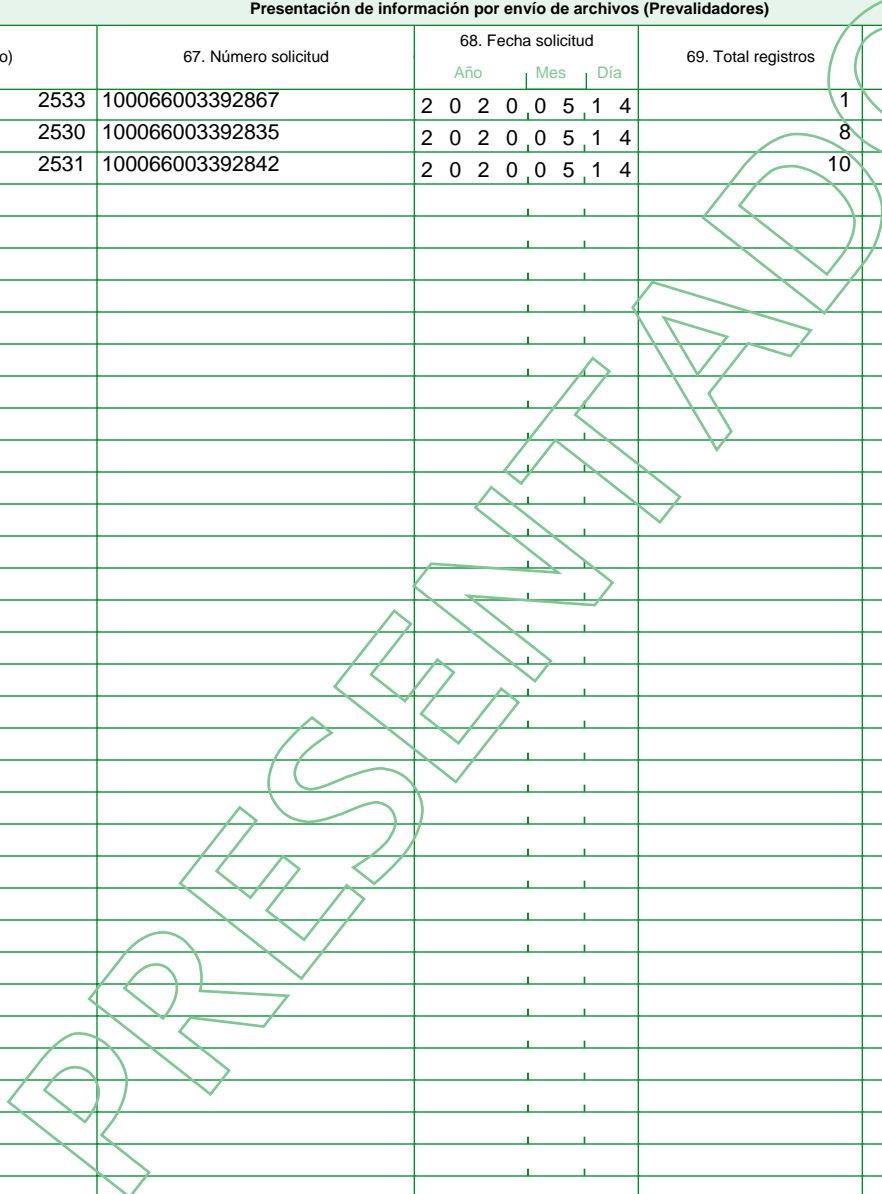 Presentación de información por envío de archivos (Prevalidadores)
o) 67. Número solicitud 68. Fecha solicitud 69. Total registros
Año Mes Día
2533 100066003392867 2 0 2 0 0 5 1 4 1
2530 100066003392835 2 0 2 0 0 5 1 4 8
2531 100066003392842 2 0 2 0 0 5 1 4 10
PRESENTADO